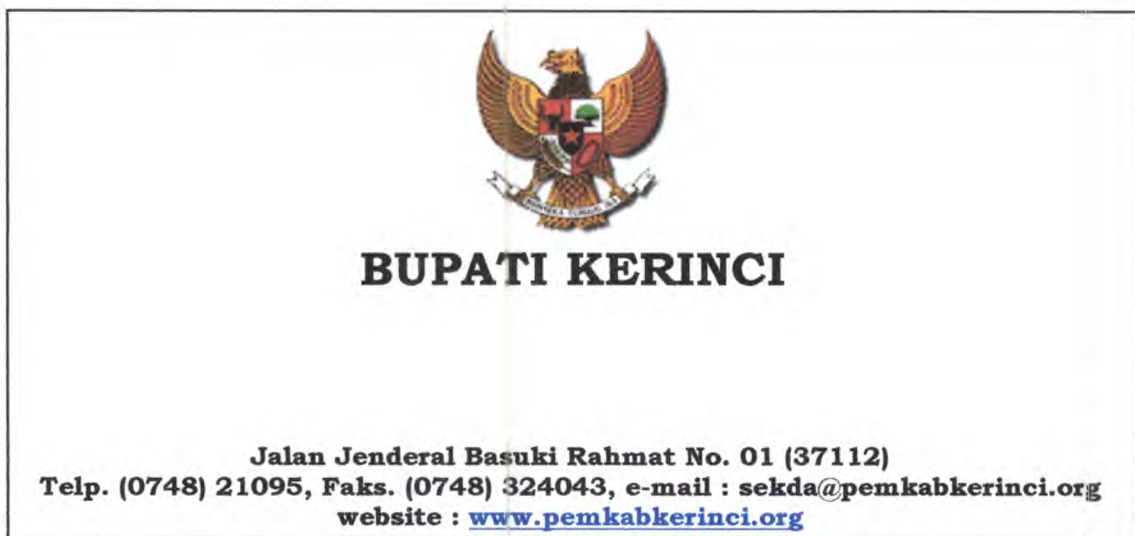 BUPATI KERINCI
Jalan Jenderal Basuki Rahmat No. 01 (37112)
Telp. (0748) 21095, Faks. (0748) 324043, e-mail : sekda@pemkabkerinci.org
website : www.pemkabkerinci.org